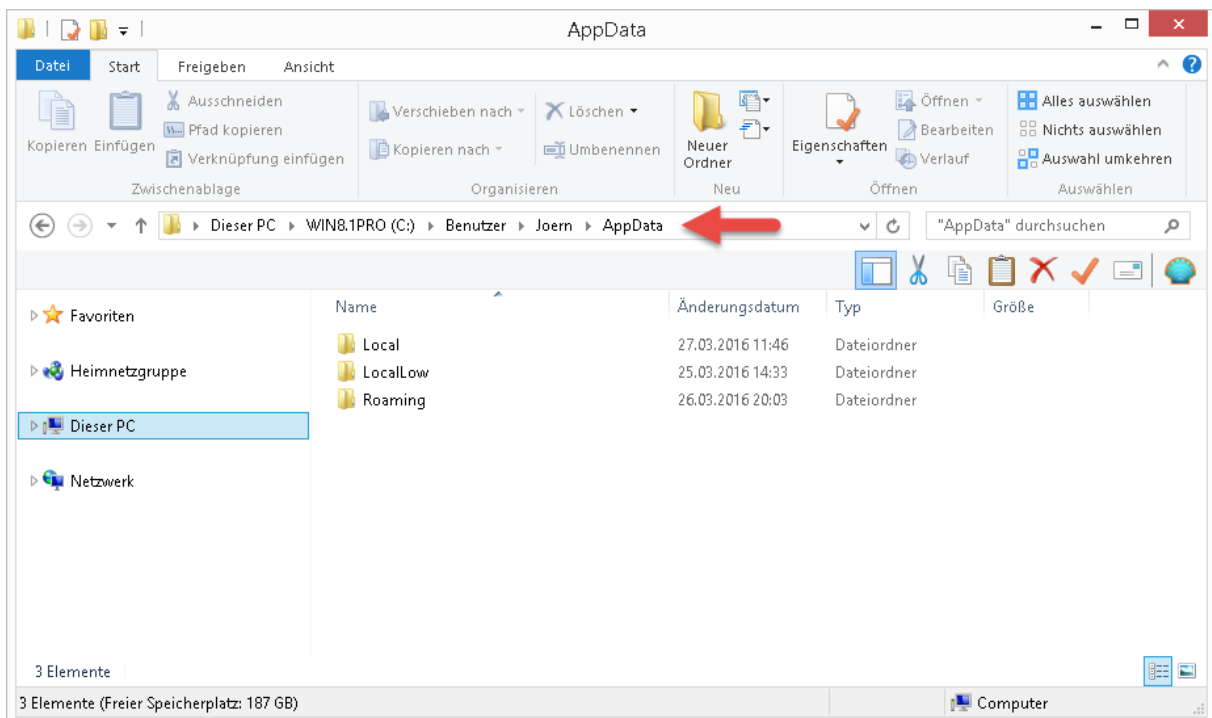 AppData
Datei Start Freigeben Ansicht
Kopieren Einfügen Ausschneiden Pfad kopieren Verknüpfung einfügen
Verschieben nach Löschen
Kopieren nach Umbenennen
Neuer Ordner
Eigenschaften
Öffnen Bearbeiten Verlauf
Alles auswählen
Nichts auswählen
Auswahl umkehren
Zwischenablage Organisieren Neu Öffnen Auswählen
Dieser PC WIN8.1PRO (C:) Benutzer Joern AppData "AppData" durchsuchen
Name Änderungsdatum Typ Größe
Favoriten
Heimnetzgruppe
Dieser PC
Netzwerk
Local 27.03.2016 11:46 Dateiordner
LocalLow 25.03.2016 14:33 Dateiordner
Roaming 26.03.2016 20:03 Dateiordner
3 Elemente
3 Elemente (Freier Speicherplatz: 187 GB) Computer